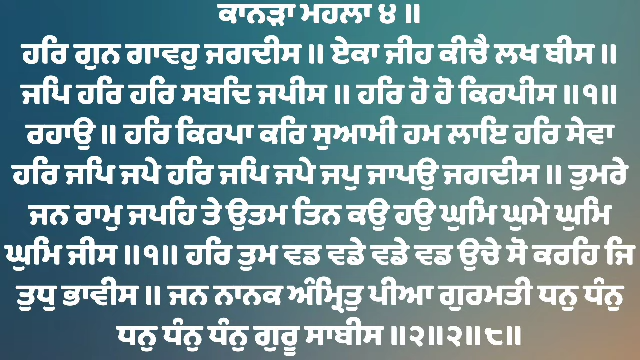 ਕਾਨੜਾ ਮਹਲਾ ੪ ॥
ਹਰਿ ਗੁਨ ਗਾਵਹੁ ਜਗਦੀਸ ॥ ਏਕਾ ਜੀਹ ਕੀਚੈ ਲਖ ਬੀਸ ॥
ਜਪਿ ਹਰਿ ਹਰਿ ਸਬਦਿ ਜਪੀਸ ॥ ਹਰਿ ਹੋ ਹੋ ਕਿਰਪੀਸ ॥੧॥
ਰਹਾਉ ॥ ਹਰਿ ਕਿਰਪਾ ਕਰਿ ਸੁਆਮੀ ਹਮ ਲਾਇ ਹਰਿ ਸੇਵਾ
ਹਰਿ ਜਪਿ ਜਪੇ ਹਰਿ ਜਪਿ ਜਪੇ ਜਪੁ ਜਾਪਉ ਜਗਦੀਸ ॥ ਤੁਮਰੇ
ਜਨ ਰਾਮੁ ਜਪਹਿ ਤੇ ਊਤਮ ਤਿਨ ਕਉ ਹਉ ਘੁਮਿ ਘੁਮੇ ਘੁਮਿ
ਘੁਮਿ ਜੀਸ ॥੧॥ ਹਰਿ ਤੁਮ ਵਡ ਵਡੇ ਵਡੇ ਵਡ ਊਚੇ ਸੋ ਕਰਹਿ ਜਿ
ਤੁਧੁ ਭਾਵੀਸ ॥ ਜਨ ਨਾਨਕ ਅੰਮ੍ਰਿਤੁ ਪੀਆ ਗੁਰਮਤੀ ਧਨੁ ਧੰਨੁ
ਧਨੁ ਧੰਨੁ ਧੰਨੁ ਗੁਰੂ ਸਾਬੀਸ ॥੨॥੨॥੮॥